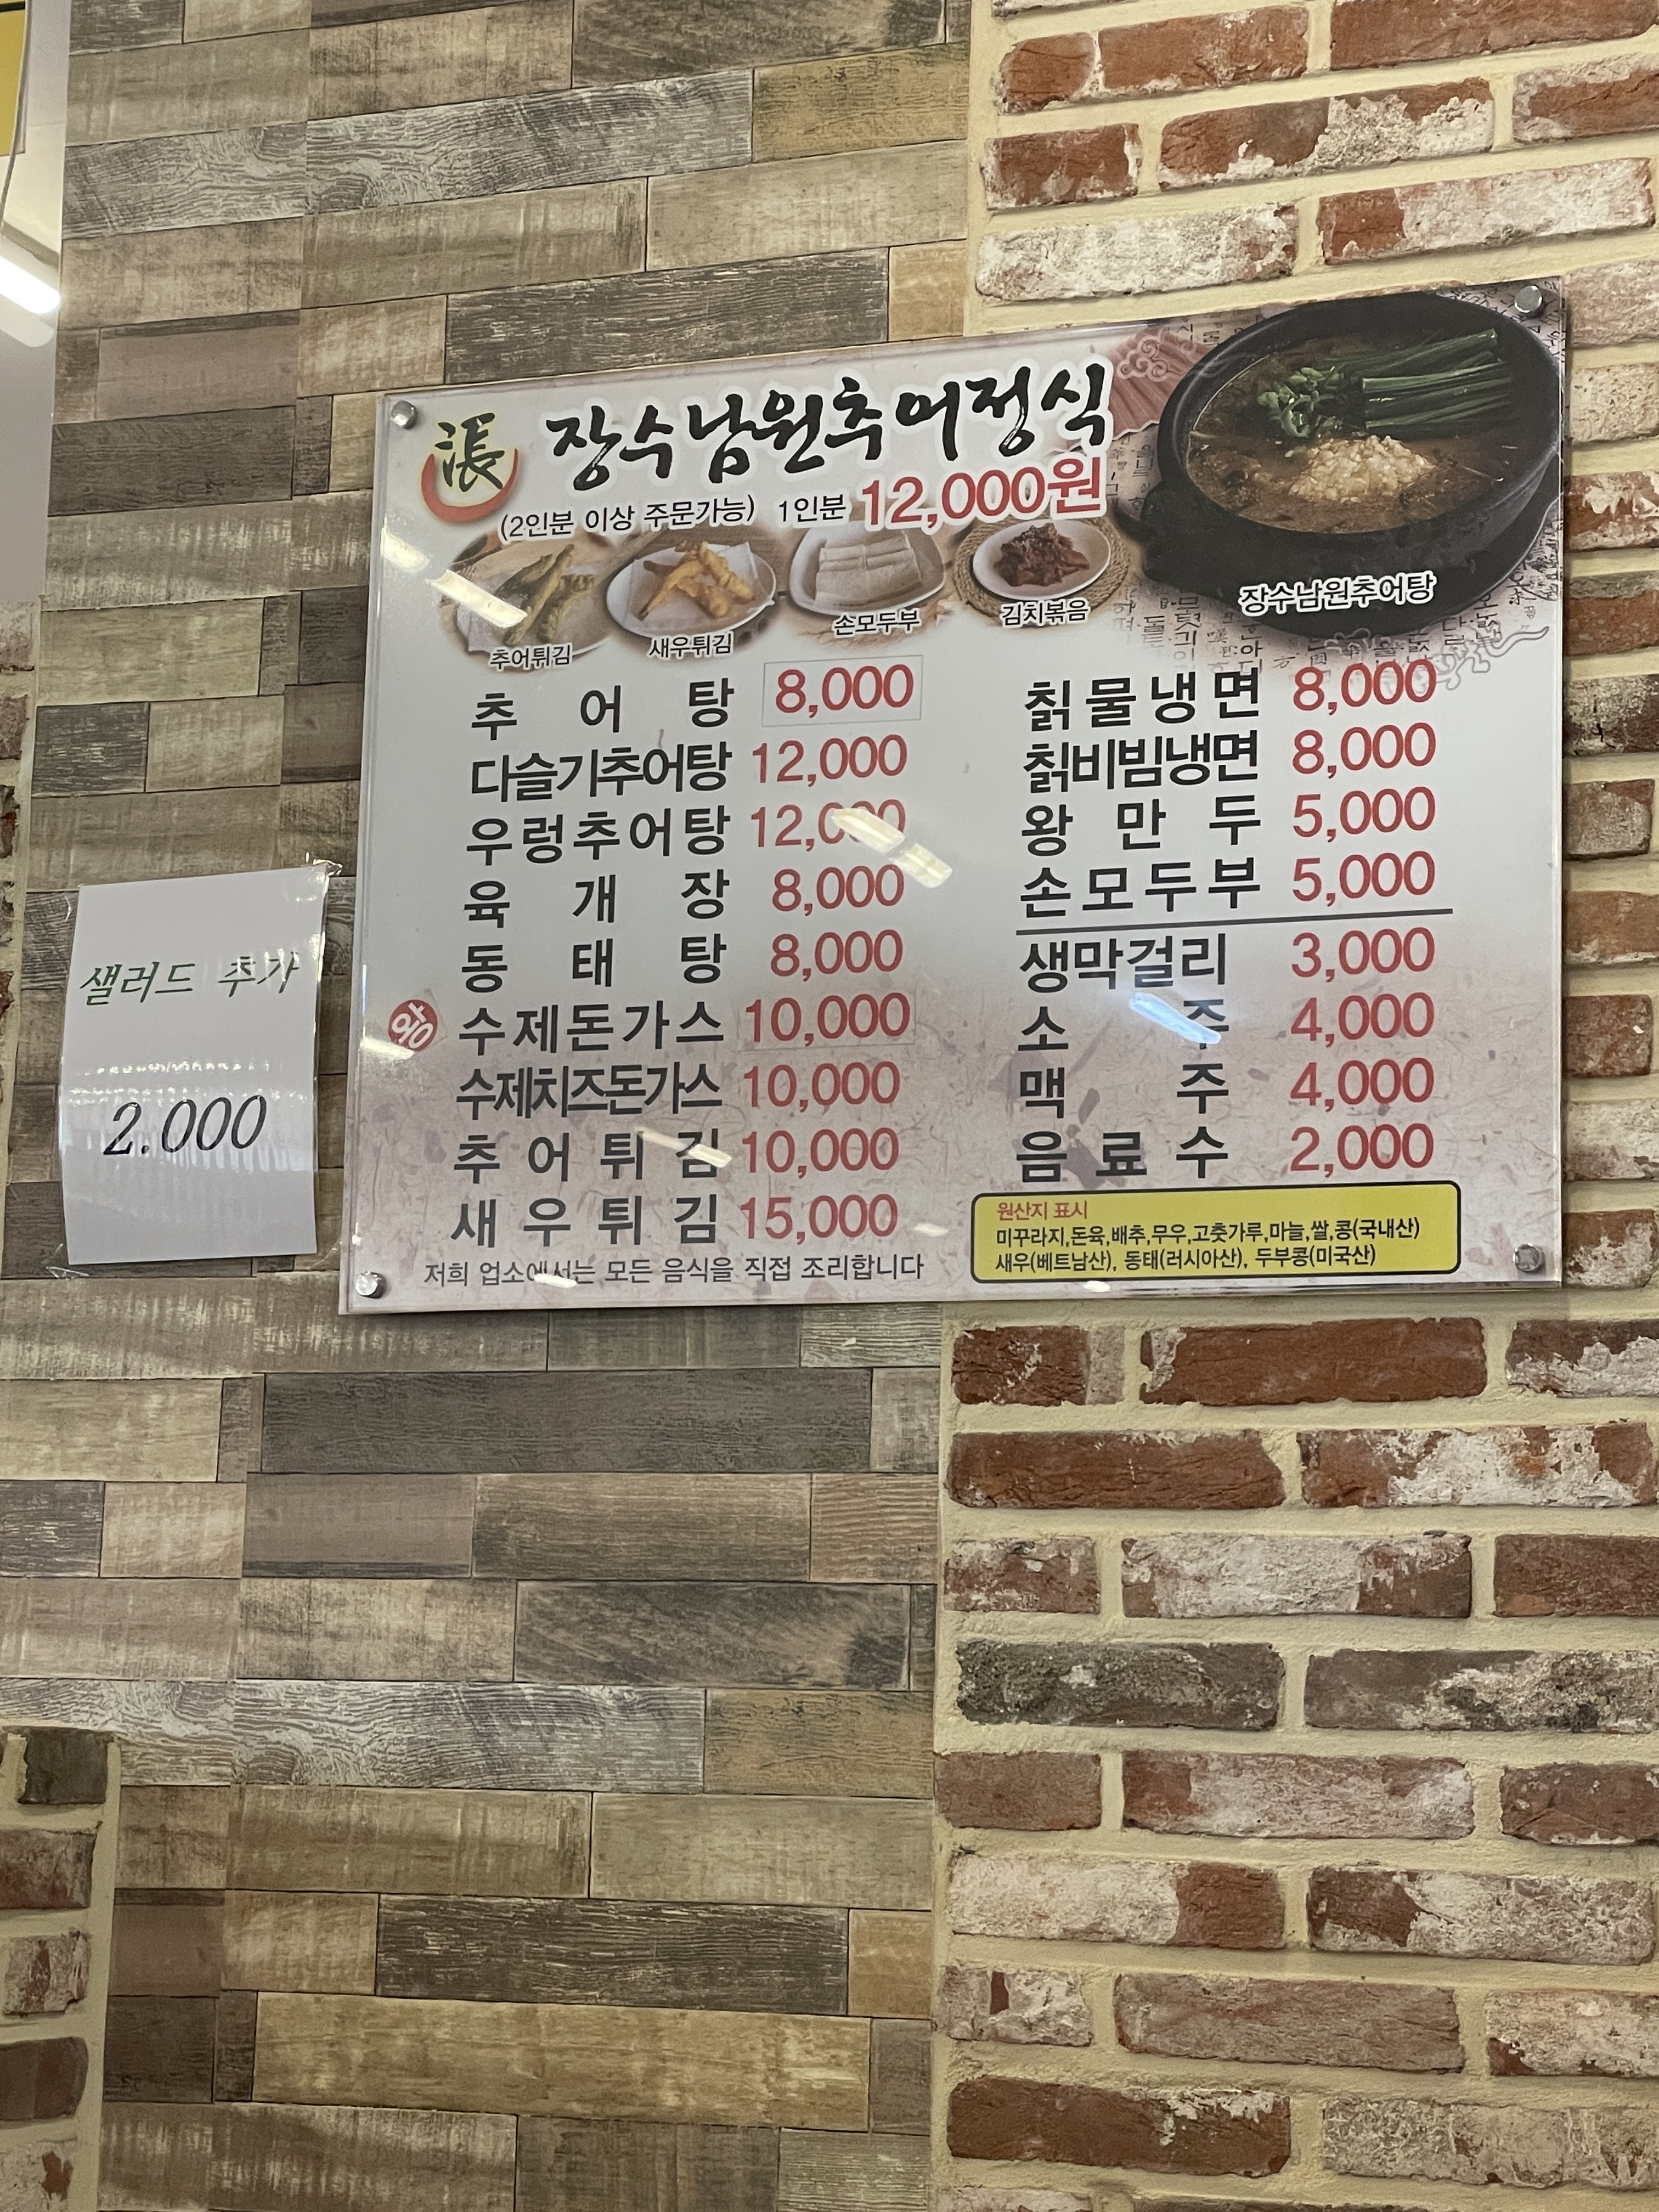 張 장수남원추어정식
(2인분 이상 주문가능) 1인분 12,000원
추어튀김
새우튀김
손모두부
김치볶음
장수남원추어탕
추어탕 8,000
다슬기추어탕 12,000
우렁추어탕 12,000
육개장 8,000
동태탕 8,000
왕 수제돈가스 10,000
수제치즈돈가스 10,000
추어튀김 10,000
새우튀김 15,000
저희 업소에서는 모든 음식을 직접 조리합니다
칡물냉면 8,000
칡비빔냉면 8,000
왕만두 5,000
손모두부 5,000
생막걸리 3,000
소주 4,000
맥주 4,000
음료수 2,000
원산지 표시
미꾸라지,돈육,배추,무우,고춧가루,마늘,쌀,콩(국내산)
새우(베트남산), 동태(러시아산), 두부콩(미국산)
샐러드 추가
2.000